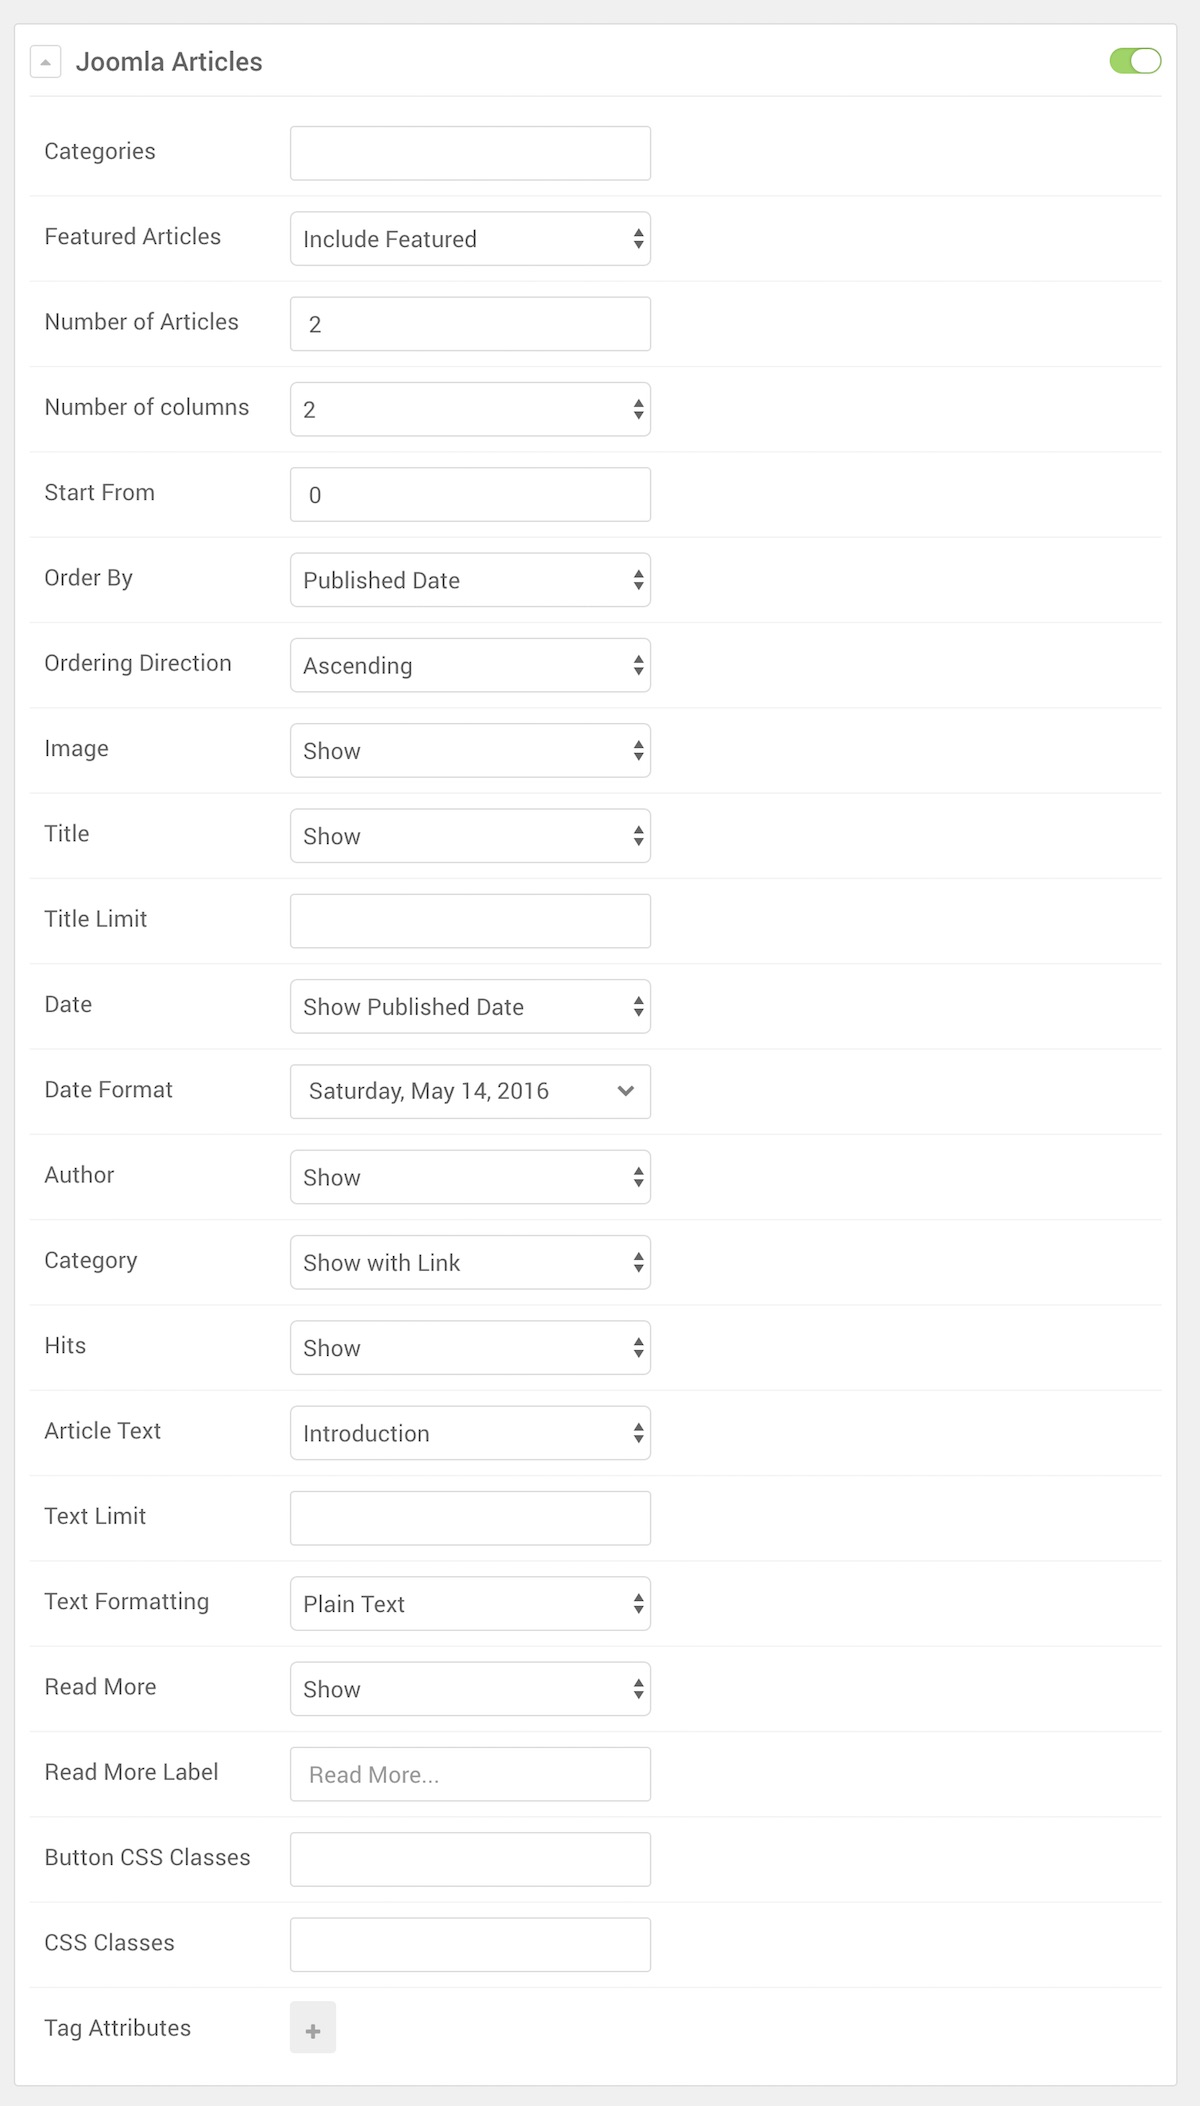 Joomla Articles
Categories
Featured Articles
Include Featured
Number of Articles
2
Number of columns
2
Start From
0
Order By
Published Date
Ordering Direction
Ascending
Image
Show
Title
Show
Title Limit
Date
Show Published Date
Date Format
Saturday, May 14, 2016
Author
Show
Category
Show with Link
Hits
Show
Article Text
Introduction
Text Limit
Text Formatting
Plain Text
Read More
Show
Read More Label
Read More...
Button CSS Classes
CSS Classes
Tag Attributes
+